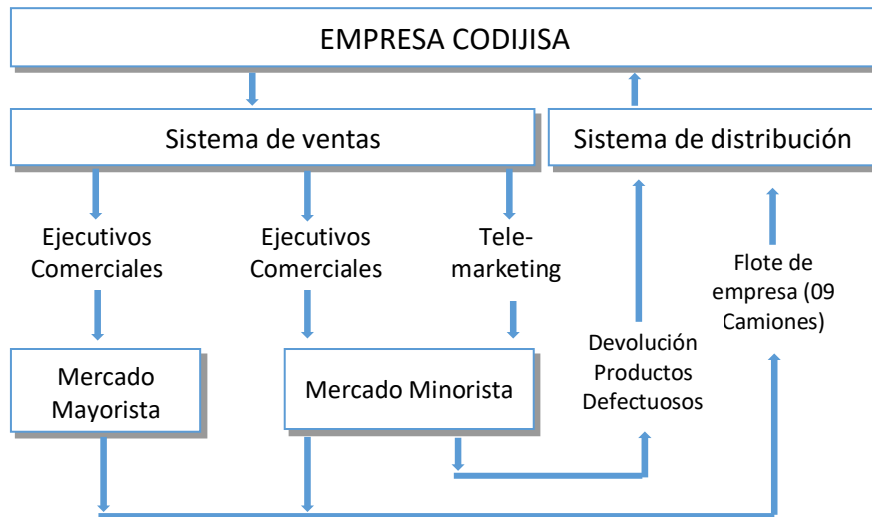 EMPRESA CODIJISA
Sistema de ventas
Sistema de distribución
Ejecutivos
Comerciales
Ejecutivos
Comerciales
Tele-
marketing
Flote de
empresa (09
Camiones)
Mercado
Mayorista
Mercado Minorista
Devolución
Productos
Defectuosos